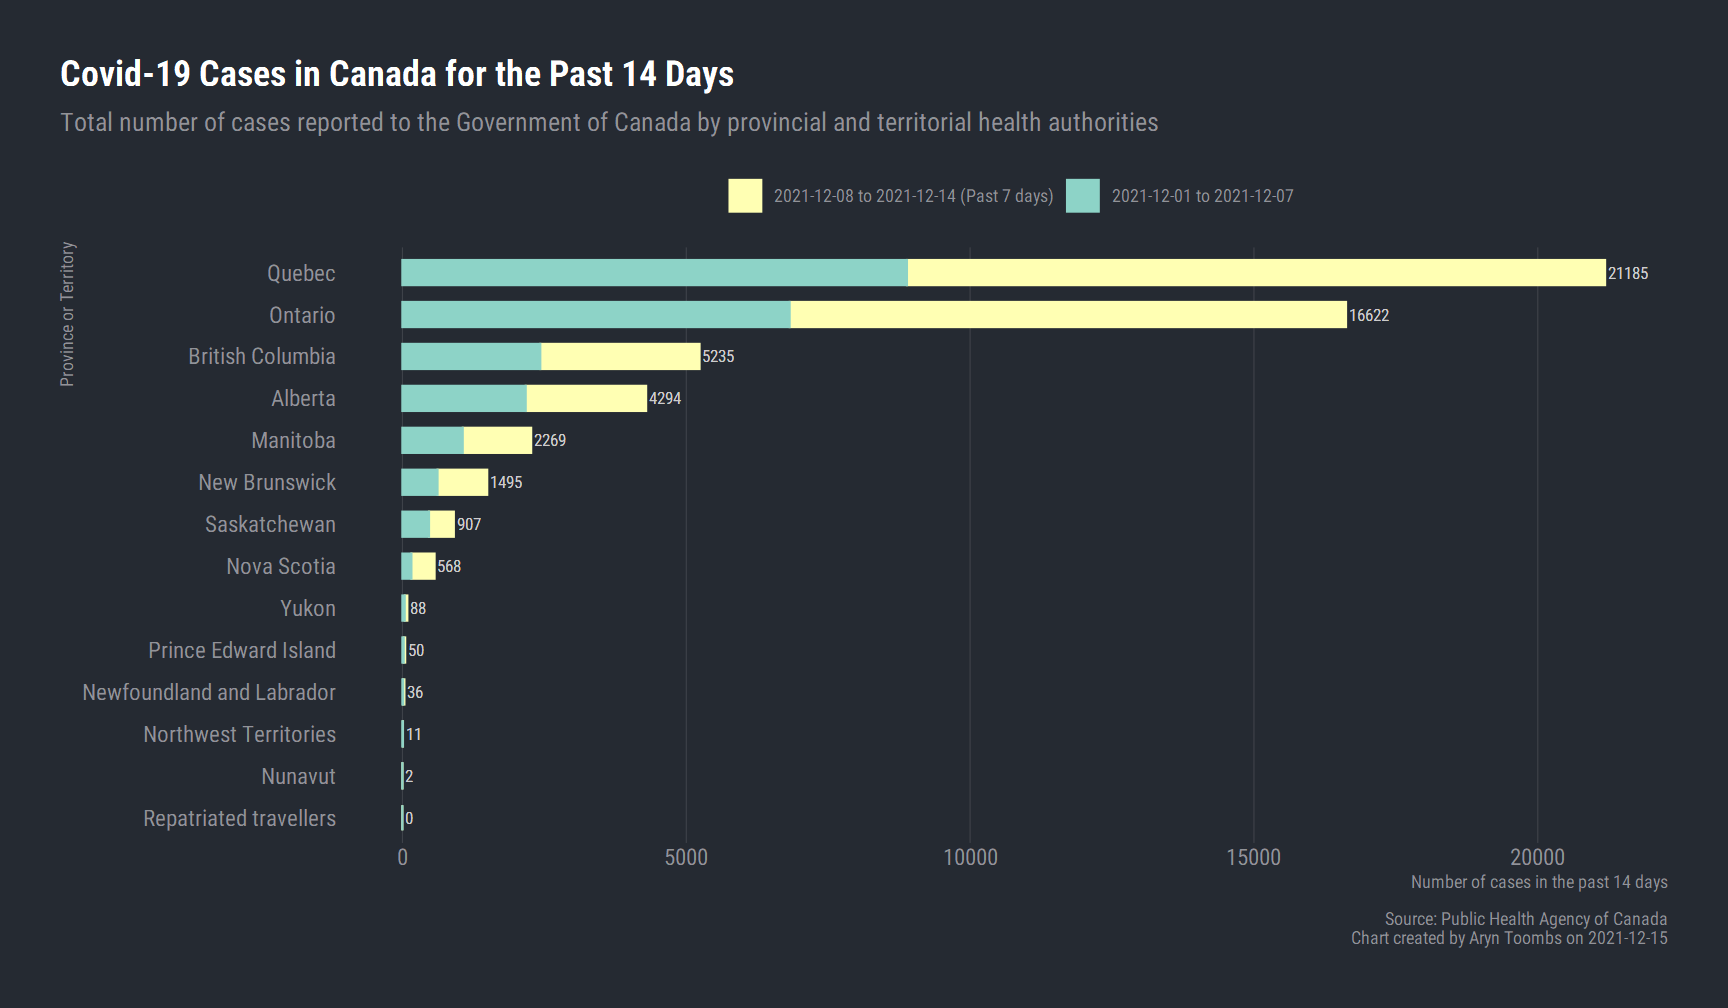 Covid-19 Cases in Canada for the Past 14 Days
Total number of cases reported to the Government of Canada by provincial and territorial health authorities
2021-12-08 to 2021-12-14 (Past 7 days) 2021-12-01 to 2021-12-07
Province or Territory
Quebec 21185
Ontario 16622
British Columbia 5235
Alberta 4294
Manitoba 2269
New Brunswick 1495
Saskatchewan 907
Nova Scotia 568
Yukon 88
Prince Edward Island 50
Newfoundland and Labrador 36
Northwest Territories 11
Nunavut 2
Repatriated travellers 0
0 5000 10000 15000 20000
Number of cases in the past 14 days
Source: Public Health Agency of Canada
Chart created by Aryn Toombs on 2021-12-15